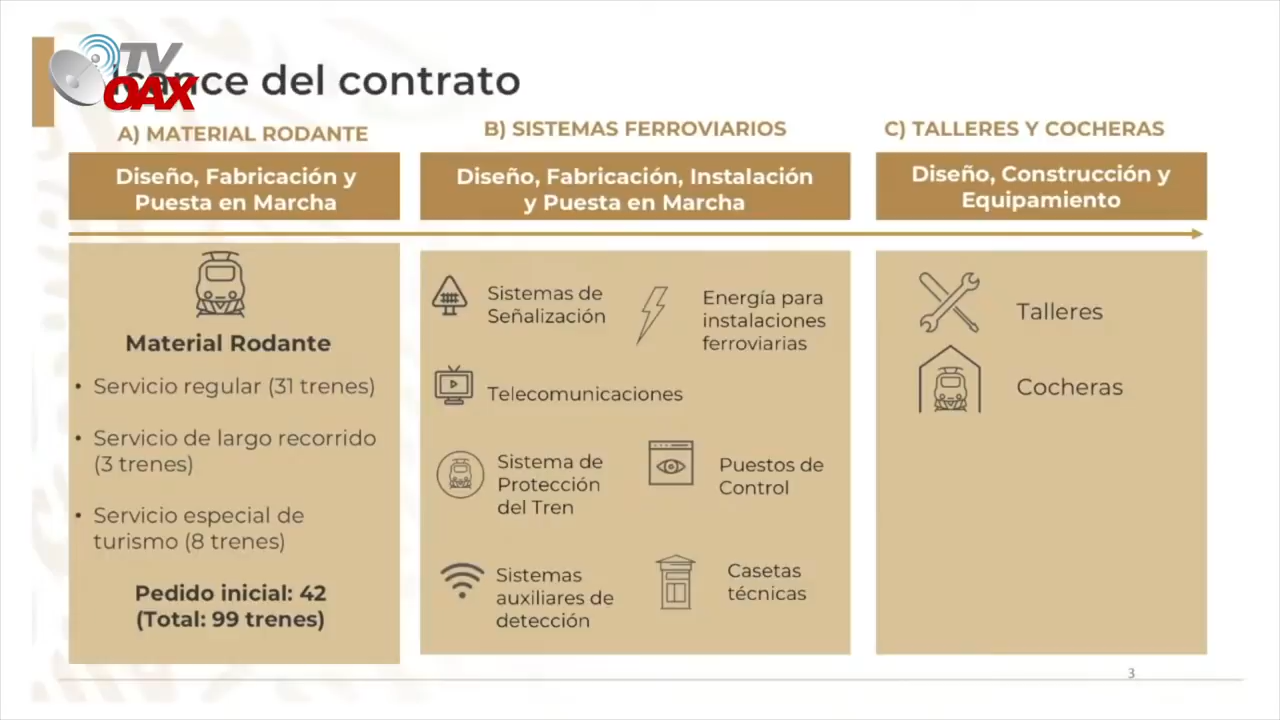 TV
OAX
Alcance del contrato
A) MATERIAL RODANTE
Diseño, Fabricación y
Puesta en Marcha
Material Rodante
• Servicio regular (31 trenes)
• Servicio de largo recorrido
(3 trenes)
• Servicio especial de
turismo (8 trenes)
Pedido inicial: 42
(Total: 99 trenes)
B) SISTEMAS FERROVIARIOS
Diseño, Fabricación, Instalación
y Puesta en Marcha
Sistemas de
Señalización
Energía para
instalaciones
ferroviarias
Telecomunicaciones
Sistema de
Protección
del Tren
Puestos de
Control
Sistemas
auxiliares de
detección
Casetas
técnicas
C) TALLERES Y COCHERAS
Diseño, Construcción y
Equipamiento
Talleres
Cocheras
3